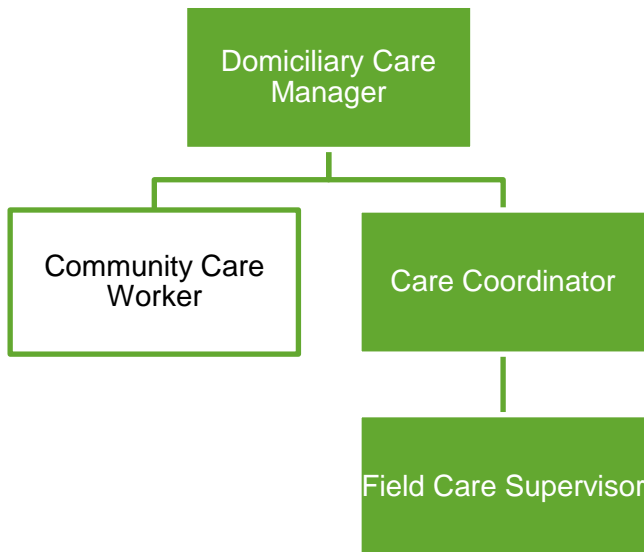 Domiciliary Care
Manager
Community Care
Worker
Care Coordinator
Field Care Supervisor